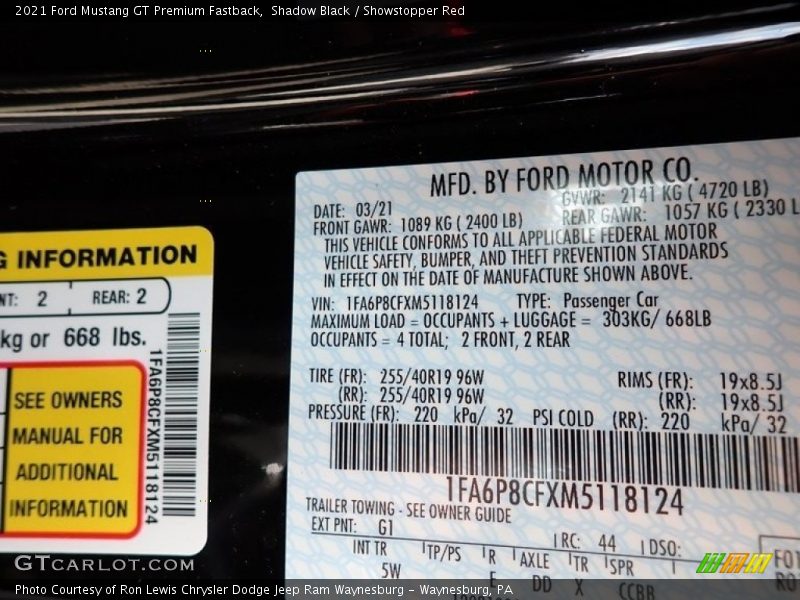 2021 Ford Mustang GT Premium Fastback, Shadow Black / Showstopper Red
G INFORMATION
NT: 2 REAR: 2
kg or 668 lbs.
SEE OWNERS
MANUAL FOR
ADDITIONAL
INFORMATION
1FA6P8CFXM5118124
MFD. BY FORD MOTOR CO.
DATE: 03/21 GVWR: 2141 KG ( 4720 LB)
FRONT GAWR: 1089 KG ( 2400 LB) REAR GAWR: 1057 KG ( 2330 L
THIS VEHICLE CONFORMS TO ALL APPLICABLE FEDERAL MOTOR
VEHICLE SAFETY, BUMPER, AND THEFT PREVENTION STANDARDS
IN EFFECT ON THE DATE OF MANUFACTURE SHOWN ABOVE.
VIN: 1FA6P8CFXM5118124 TYPE: Passenger Car
MAXIMUM LOAD = OCCUPANTS + LUGGAGE = 303KG/ 668LB
OCCUPANTS = 4 TOTAL; 2 FRONT, 2 REAR
TIRE (FR): 255/40R19 96W RIMS (FR): 19x8.5J
(RR): 255/40R19 96W (RR): 19x8.5J
PRESSURE (FR): 220 kPa/ 32 PSI COLD (RR): 220 kPa/ 32
1FA6P8CFXM5118124
TRAILER TOWING - SEE OWNER GUIDE
EXT PNT: G1 RC: 44 DSO:
INT TR TP/PS R AXLE TR SPR
5W E DD X CCBB
GTCARLOT.COM
Photo Courtesy of Ron Lewis Chrysler Dodge Jeep Ram Waynesburg – Waynesburg, PA